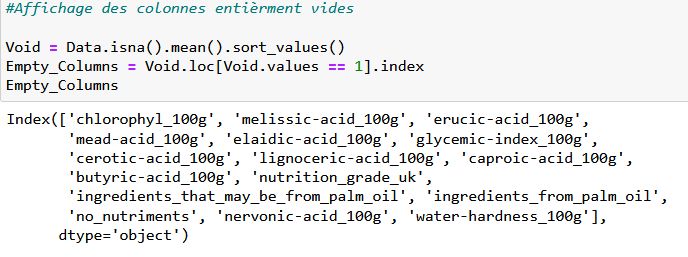 #Affichage des colonnes entièrment vides
Void = Data.isna().mean().sort_values()
Empty_Columns = Void.loc[Void.values == 1].index
Empty_Columns
Index(['chlorophyl_100g', 'melissic-acid_100g', 'erucic-acid_100g',
'mead-acid_100g', 'elaidic-acid_100g', 'glycemic-index_100g',
'cerotic-acid_100g', 'lignoceric-acid_100g', 'caproic-acid_100g',
'butyric-acid_100g', 'nutrition_grade_uk',
'ingredients_that_may_be_from_palm_oil', 'ingredients_from_palm_oil',
'no_nutriments', 'nervonic-acid_100g', 'water-hardness_100g'],
dtype='object')